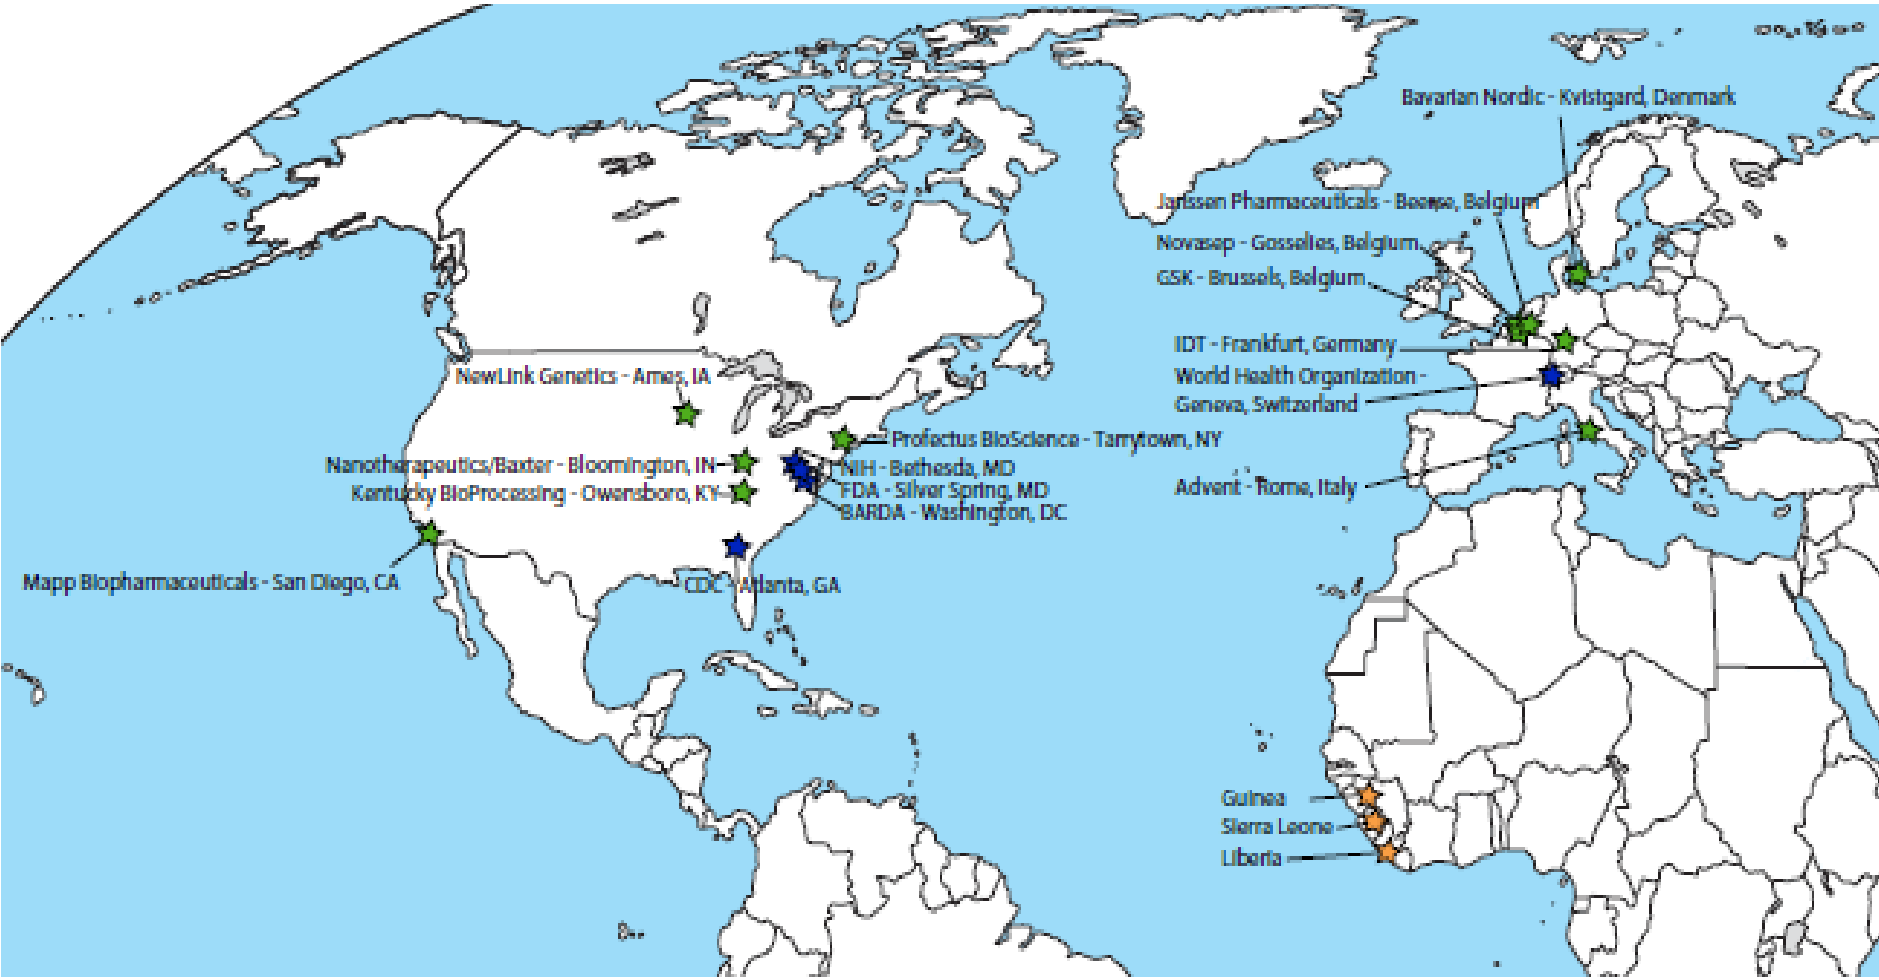 Bavarian Nordic - Kvistgard, Denmark
Janssen Pharmaceuticals - Beerse, Belgium
Novasep - Gosselies, Belgium
GSK - Brussels, Belgium
IDT - Frankfurt, Germany
World Health Organization -
Geneva, Switzerland
Advent - Rome, Italy
NewLink Genetics - Ames, IA
Profectus BioScience - Tarrytown, NY
Nanotherapeutics/Baxter - Bloomington, IN
NIH - Bethesda, MD
Kentucky BioProcessing - Owensboro, KY
FDA - Silver Spring, MD
BARDA - Washington, DC
Mapp Biopharmaceuticals - San Diego, CA
CDC - Atlanta, GA
Guinea
Sierra Leone
Liberia